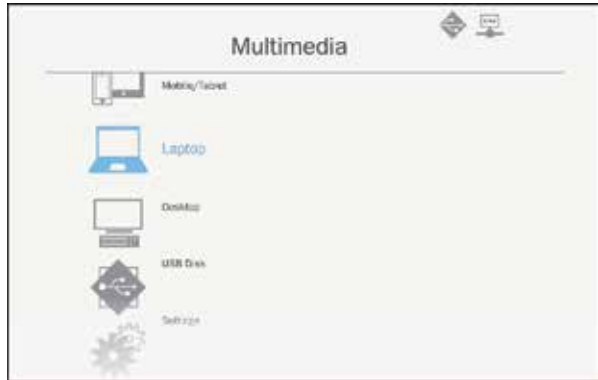 Multimedia
Mobile/Tablet
Laptop
Desktop
USB Disk
Settings